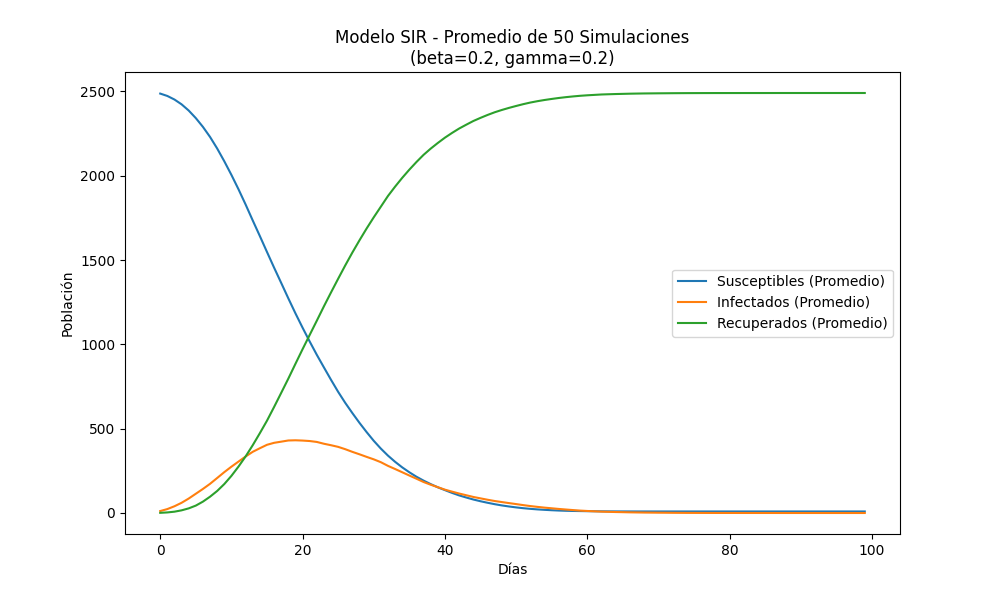 Modelo SIR - Promedio de 50 Simulaciones
(beta=0.2, gamma=0.2)
Población
2500
2000
1500
1000
500
0
Susceptibles (Promedio)
Infectados (Promedio)
Recuperados (Promedio)
0 20 40 60 80 100
Días